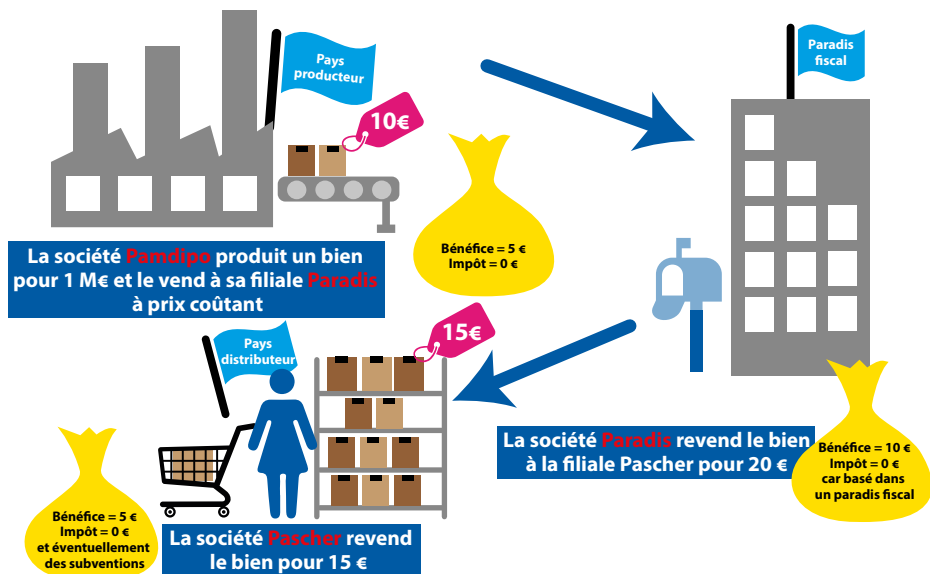 Pays
producteur
10€
Paradis
fiscal
Bénéfice = 5 €
Impôt = 0 €
La société Pamdipo produit un bien
pour 1 M€ et le vend à sa filiale Paradis
à prix coûtant
Pays
distributeur
15€
La société Paradis revend le bien
à la filiale Pascher pour 20 €
Bénéfice = 10 €
Impôt = 0 €
car basé dans
un paradis fiscal
Bénéfice = 5 €
Impôt = 0 €
et éventuellement
des subventions
La société Pascher revend
le bien pour 15 €